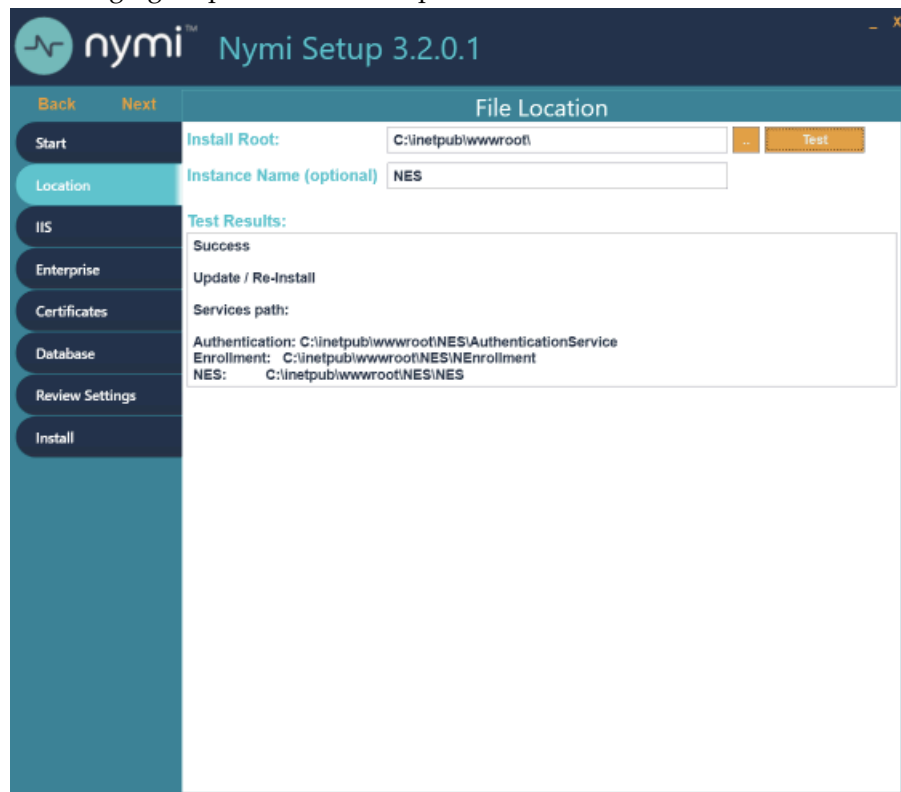 nymi™ Nymi Setup 3.2.0.1
_ x
Back Next
File Location
Start
Location
IIS
Enterprise
Certificates
Database
Review Settings
Install
Install Root: C:\inetpub\wwwroot\ .. Test
Instance Name (optional) NES
Test Results:
Success
Update / Re-Install
Services path:
Authentication: C:\inetpub\wwwroot\NES\AuthenticationService
Enrollment: C:\inetpub\wwwroot\NES\NEnrollment
NES: C:\inetpub\wwwroot\NES\NES